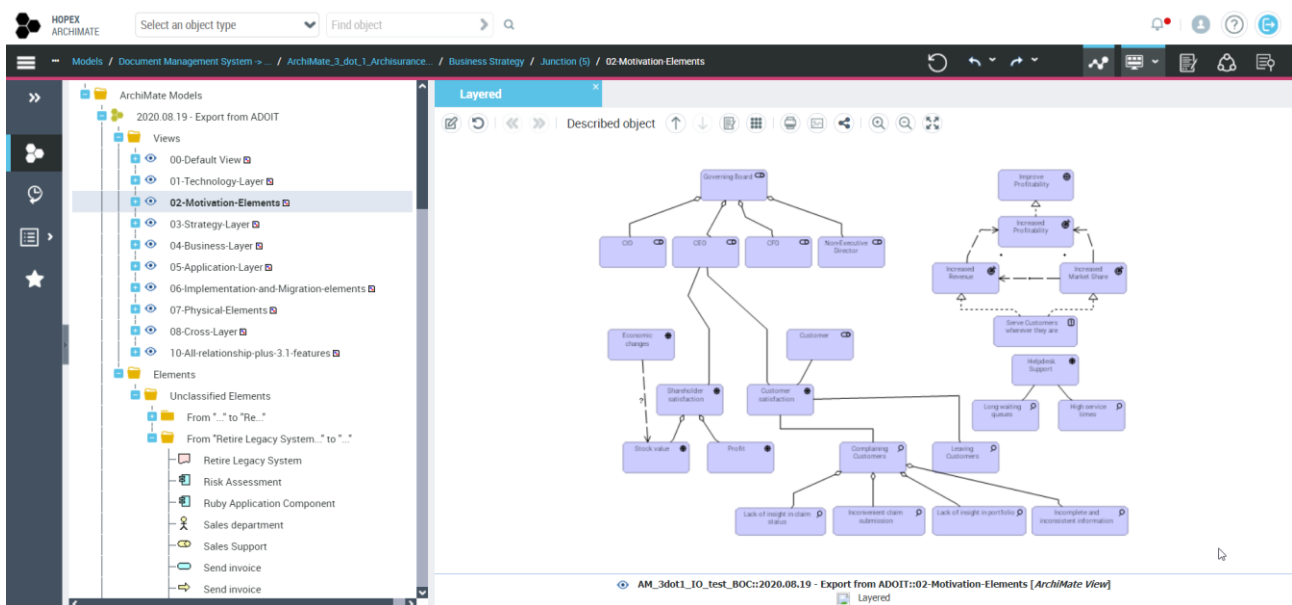 HOPEX
ARCHIMATE
Select an object type
Find object
Models / Document Management System -> ... / ArchiMate_3_dot_1_Archisurance... / Business Strategy / Junction (5) / 02-Motivation-Elements
ArchiMate Models
2020.08.19 - Export from ADOIT
Views
00-Default View
01-Technology-Layer
02-Motivation-Elements
03-Strategy-Layer
04-Business-Layer
05-Application-Layer
06-Implementation-and-Migration-elements
07-Physical-Elements
08-Cross-Layer
10-All-relationship-plus-3.1-features
Elements
Unclassified Elements
From "..." to "Re..."
From "Retire Legacy System..." to "..."
Retire Legacy System
Risk Assessment
Ruby Application Component
Sales department
Sales Support
Send invoice
Send invoice
Layered
Described object
Governing Board
CIO
CEO
CFO
Non-Executive
Director
Improve
Profitability
Increased
Profitability
Increased
Revenue
Increased
Market Share
Serve Customers
wherever they are
Economic
changes
Customer
Helpdesk
Support
?
Shareholder
satisfaction
Customer
satisfaction
Long waiting
queues
High service
times
Stock value
Profit
Complaining
Customers
Leaving
Customers
Lack of insight in claim
status
Inconvenient claim
submission
Lack of insight in portfolio
Incomplete and
inconsistent information
AM_3dot1_IO_test_BOC::2020.08.19 - Export from ADOIT::02-Motivation-Elements [ArchiMate View]
Layered